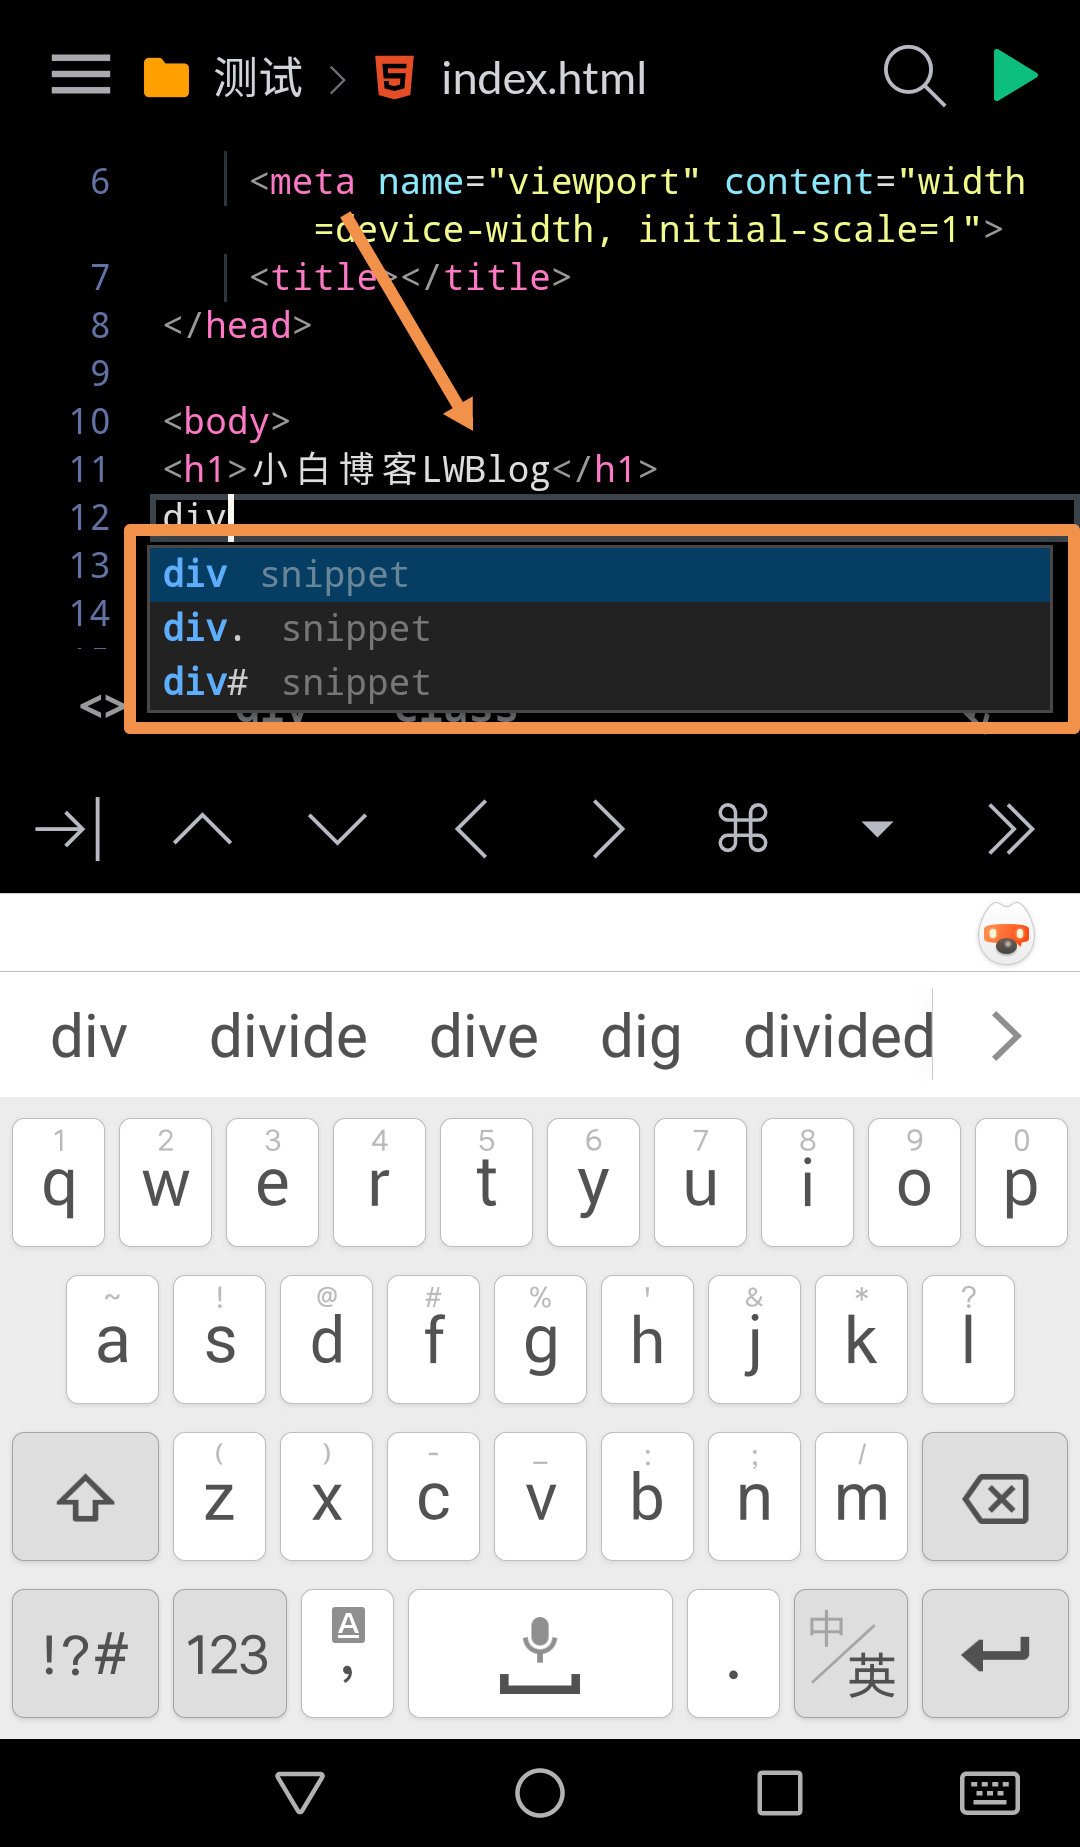 测试 > index.html
6 <meta name="viewport" content="width
=device-width, initial-scale=1">
7 <title></title>
8 </head>
9
10 <body>
11 <h1>小白博客LWBlog</h1>
12 div
13 div snippet
14 div. snippet
div# snippet
<> div class
div divide dive dig divided
1 2 3 4 5 6 7 8 9 0
q w e r t y u i o p
~ ! @ # % ' & * ?
a s d f g h j k l
( ) - _ : ; /
z x c v b n m
!?# 123 A , . 中/英